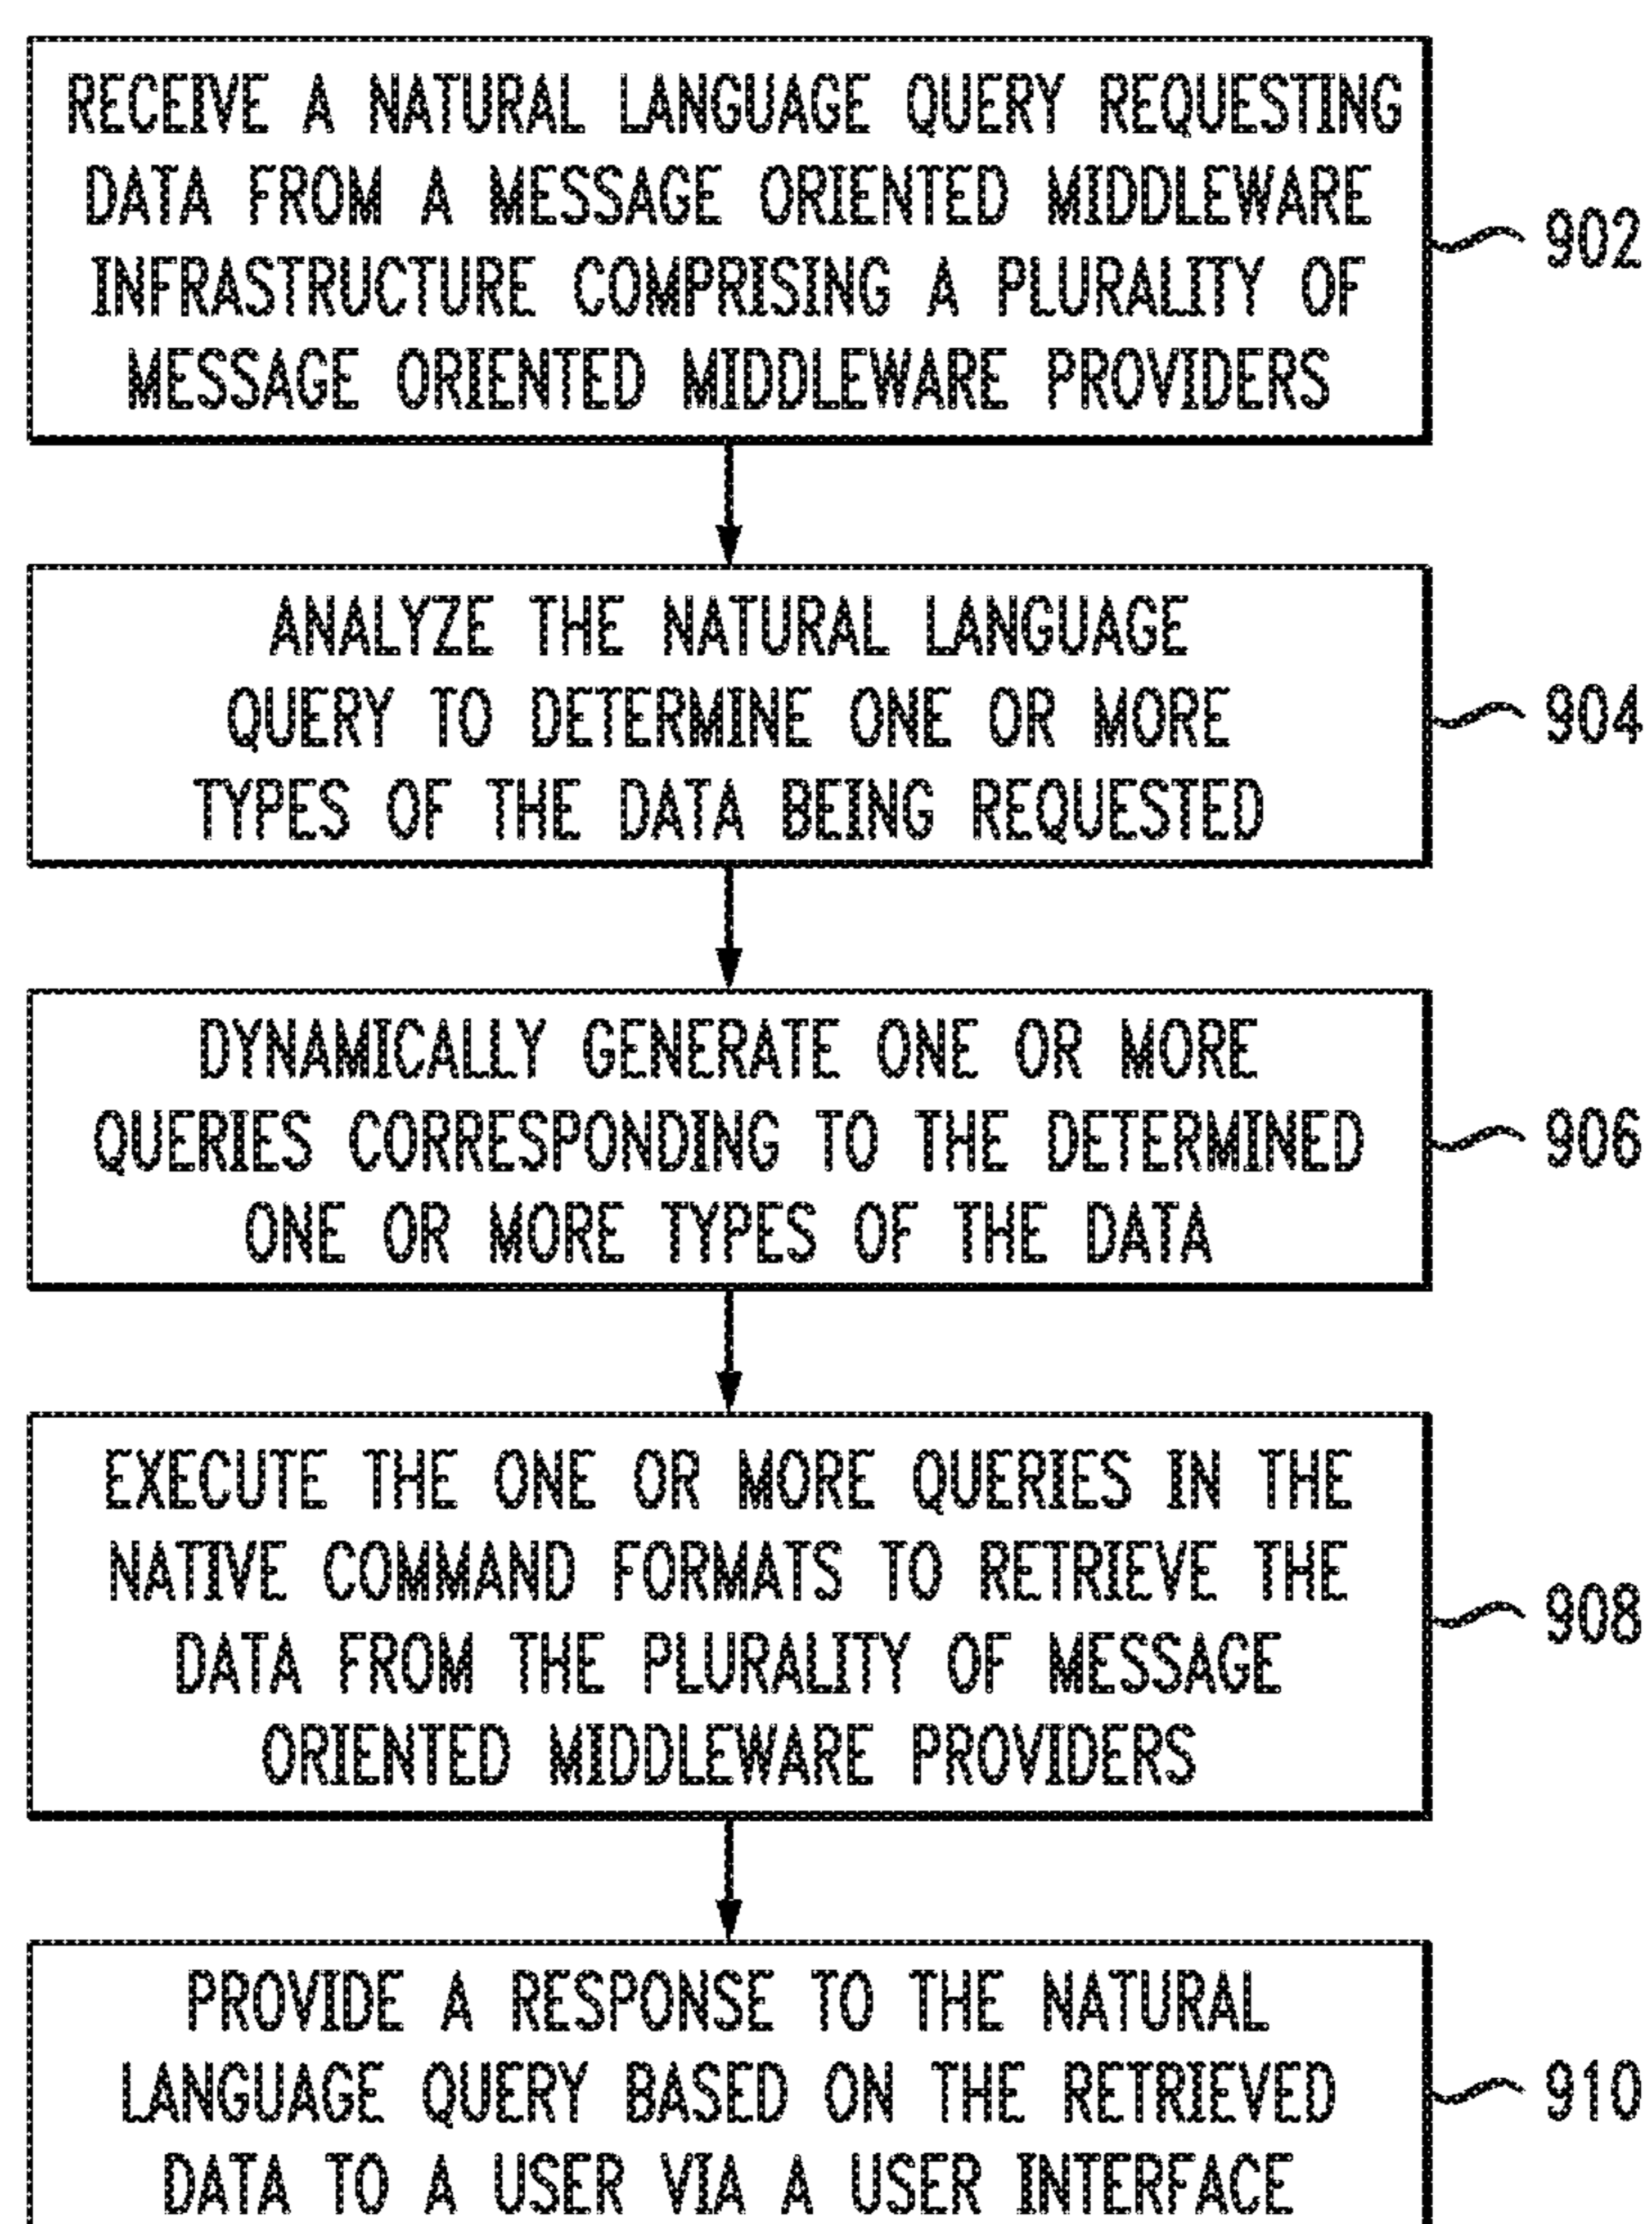 RECEIVE A NATURAL LANGUAGE QUERY REQUESTING
DATA FROM A MESSAGE ORIENTED MIDDLEWARE
INFRASTRUCTURE COMPRISING A PLURALITY OF
MESSAGE ORIENTED MIDDLEWARE PROVIDERS
902
ANALYZE THE NATURAL LANGUAGE
QUERY TO DETERMINE ONE OR MORE
TYPES OF THE DATA BEING REQUESTED
904
DYNAMICALLY GENERATE ONE OR MORE
QUERIES CORRESPONDING TO THE DETERMINED
ONE OR MORE TYPES OF THE DATA
906
EXECUTE THE ONE OR MORE QUERIES IN THE
NATIVE COMMAND FORMATS TO RETRIEVE THE
DATA FROM THE PLURALITY OF MESSAGE
ORIENTED MIDDLEWARE PROVIDERS
908
PROVIDE A RESPONSE TO THE NATURAL
LANGUAGE QUERY BASED ON THE RETRIEVED
DATA TO A USER VIA A USER INTERFACE
910